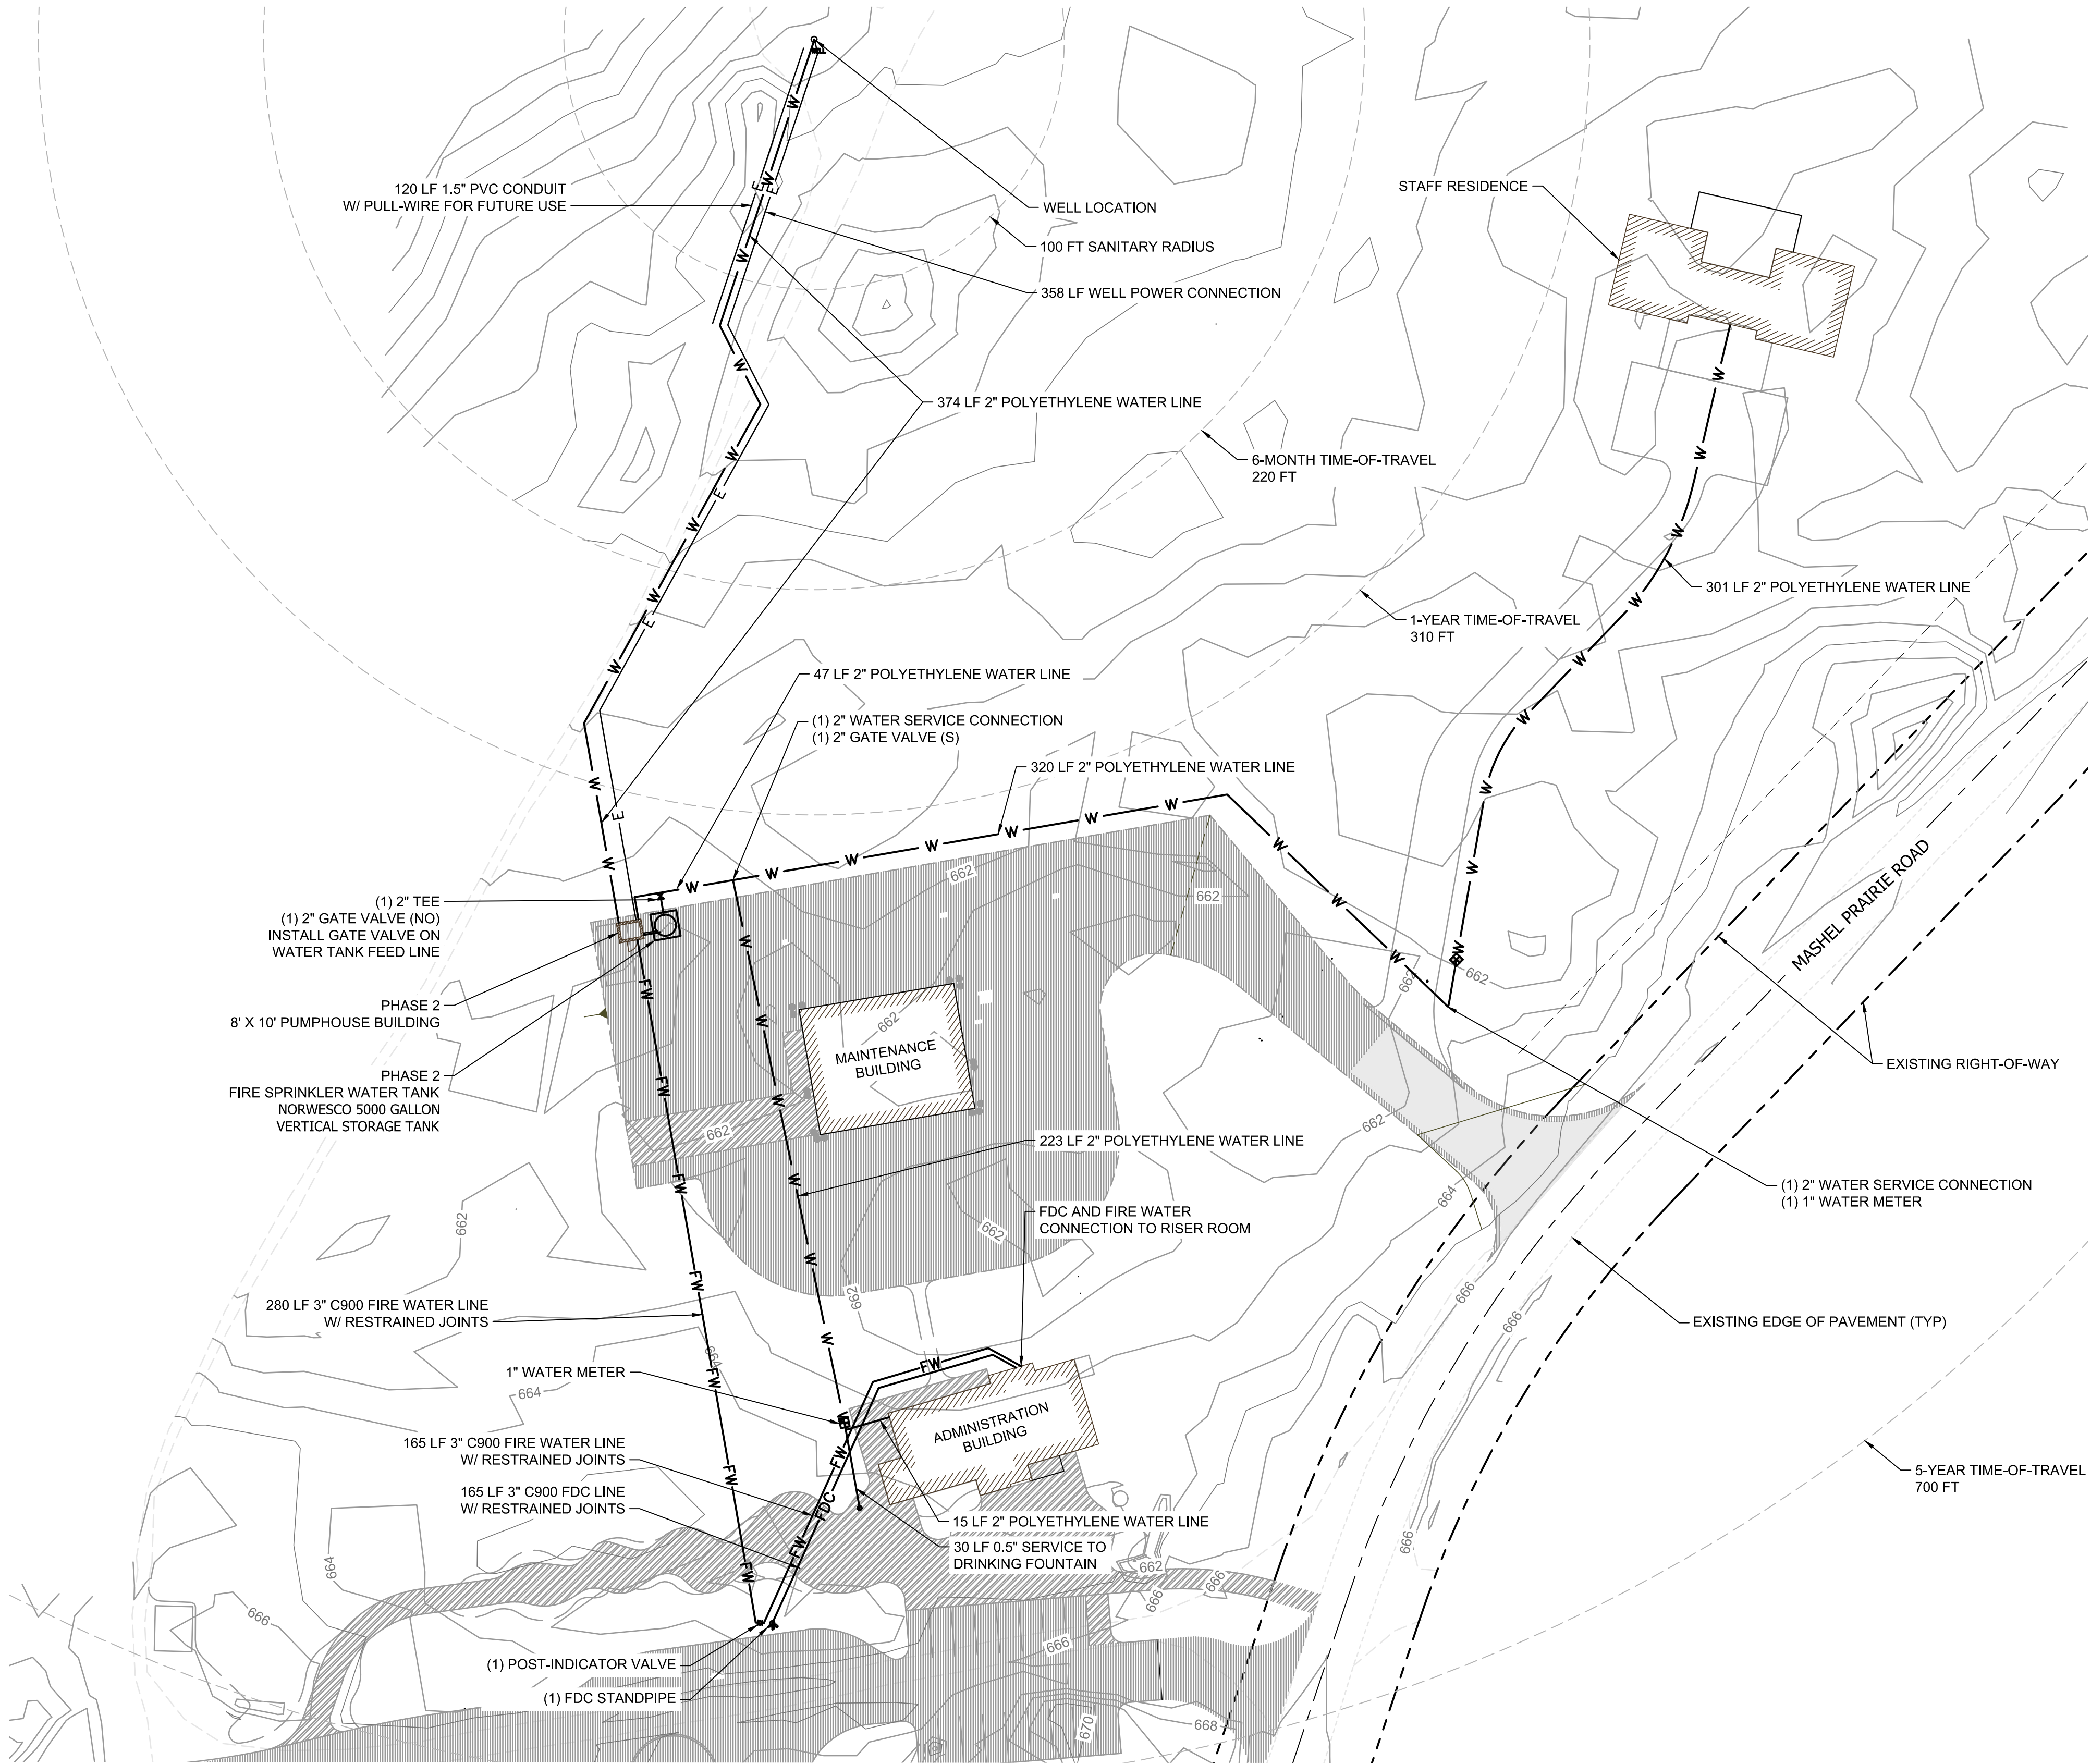 120 LF 1.5" PVC CONDUIT
W/ PULL-WIRE FOR FUTURE USE
WELL LOCATION
100 FT SANITARY RADIUS
358 LF WELL POWER CONNECTION
STAFF RESIDENCE
374 LF 2" POLYETHYLENE WATER LINE
6-MONTH TIME-OF-TRAVEL
220 FT
301 LF 2" POLYETHYLENE WATER LINE
1-YEAR TIME-OF-TRAVEL
310 FT
47 LF 2" POLYETHYLENE WATER LINE
(1) 2" WATER SERVICE CONNECTION
(1) 2" GATE VALVE (S)
320 LF 2" POLYETHYLENE WATER LINE
MASHEL PRAIRIE ROAD
(1) 2" TEE
(1) 2" GATE VALVE (NO)
INSTALL GATE VALVE ON
WATER TANK FEED LINE
PHASE 2
8' X 10' PUMPHOUSE BUILDING
PHASE 2
FIRE SPRINKLER WATER TANK
NORWESCO 5000 GALLON
VERTICAL STORAGE TANK
MAINTENANCE
BUILDING
EXISTING RIGHT-OF-WAY
223 LF 2" POLYETHYLENE WATER LINE
(1) 2" WATER SERVICE CONNECTION
(1) 1" WATER METER
FDC AND FIRE WATER
CONNECTION TO RISER ROOM
280 LF 3" C900 FIRE WATER LINE
W/ RESTRAINED JOINTS
EXISTING EDGE OF PAVEMENT (TYP)
1" WATER METER
ADMINISTRATION
BUILDING
165 LF 3" C900 FIRE WATER LINE
W/ RESTRAINED JOINTS
165 LF 3" C900 FDC LINE
W/ RESTRAINED JOINTS
5-YEAR TIME-OF-TRAVEL
700 FT
15 LF 2" POLYETHYLENE WATER LINE
30 LF 0.5" SERVICE TO
DRINKING FOUNTAIN
(1) POST-INDICATOR VALVE
(1) FDC STANDPIPE
W
E
FW
FDC
662
662
662
662
662
662
662
662
662
662
662
664
664
664
664
666
666
666
666
666
666
666
668
670